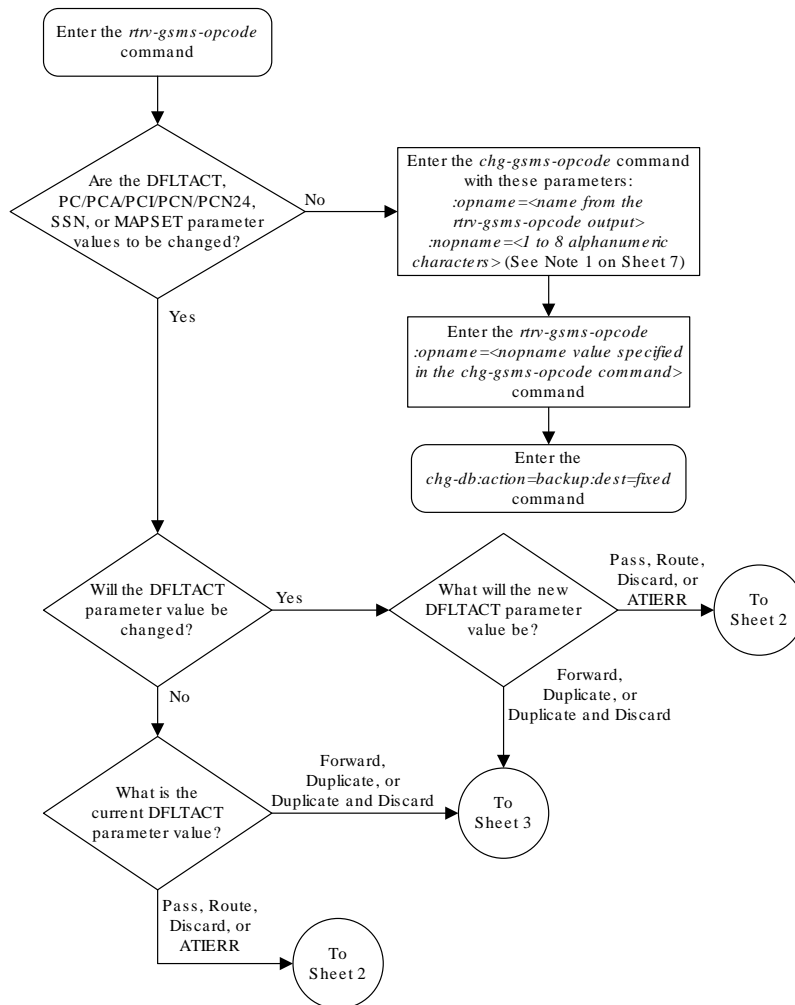 Enter the rtrv-gsms-opcode
command
Are the DFLTACT,
PC/PCA/PCI/PCN/PCN24,
SSN, or MAPSET parameter
values to be changed?
No
Enter the chg-gsms-opcode command
with these parameters:
:opname=<name from the
rtrv-gsms-opcode output>
:nopname=<1 to 8 alphanumeric
characters> (See Note 1 on Sheet 7)
Yes
Enter the rtrv-gsms-opcode
:opname=<nopname value specified
in the chg-gsms-opcode command>
command
Enter the
chg-db:action=backup:dest=fixed
command
Will the DFLTACT
parameter value be
changed?
Yes
What will the new
DFLTACT parameter
value be?
Pass, Route,
Discard, or
ATIERR
To
Sheet 2
No
Forward,
Duplicate, or
Duplicate and Discard
What is the
current DFLTACT
parameter value?
Forward,
Duplicate, or
Duplicate and Discard
To
Sheet 3
Pass, Route,
Discard, or
ATIERR
To
Sheet 2